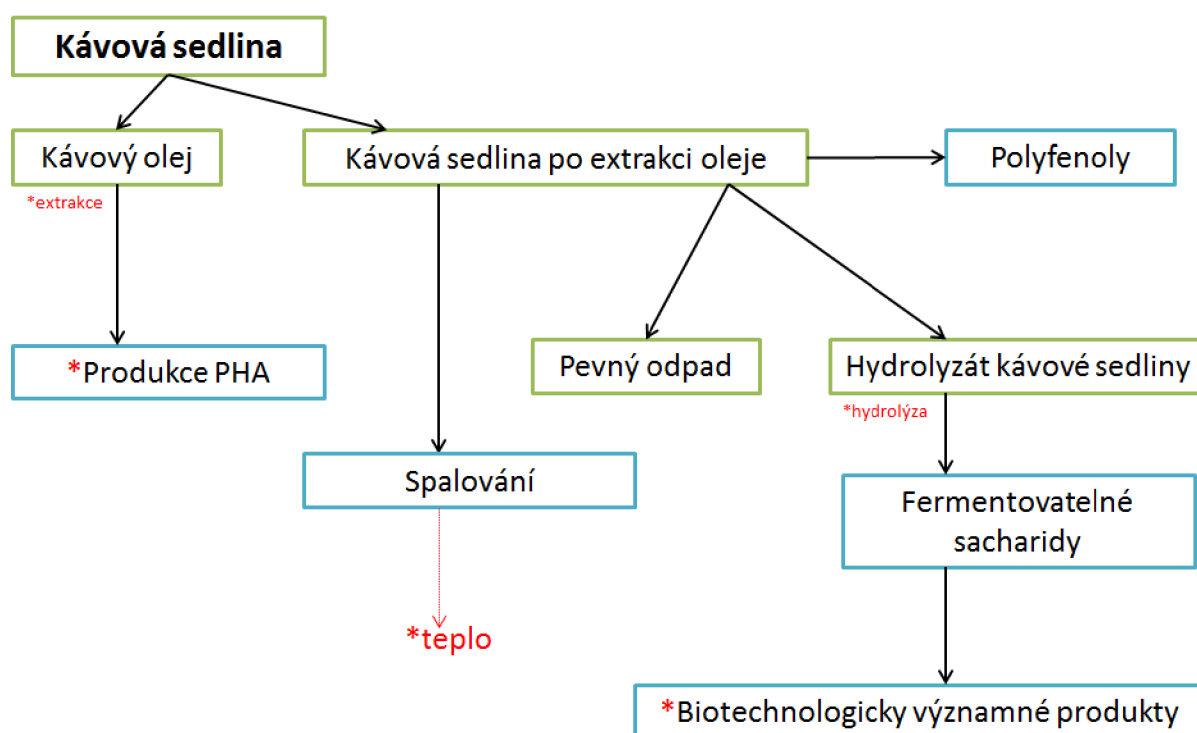 Kávová sedlina
Kávový olej
Kávová sedlina po extrakci oleje
Polyfenoly
*extrakce
*Produkce PHA
Pevný odpad
Hydrolyzát kávové sedliny
*hydrolýza
Spalování
Fermentovatelné
sacharidy
*teplo
*Biotechnologicky významné produkty